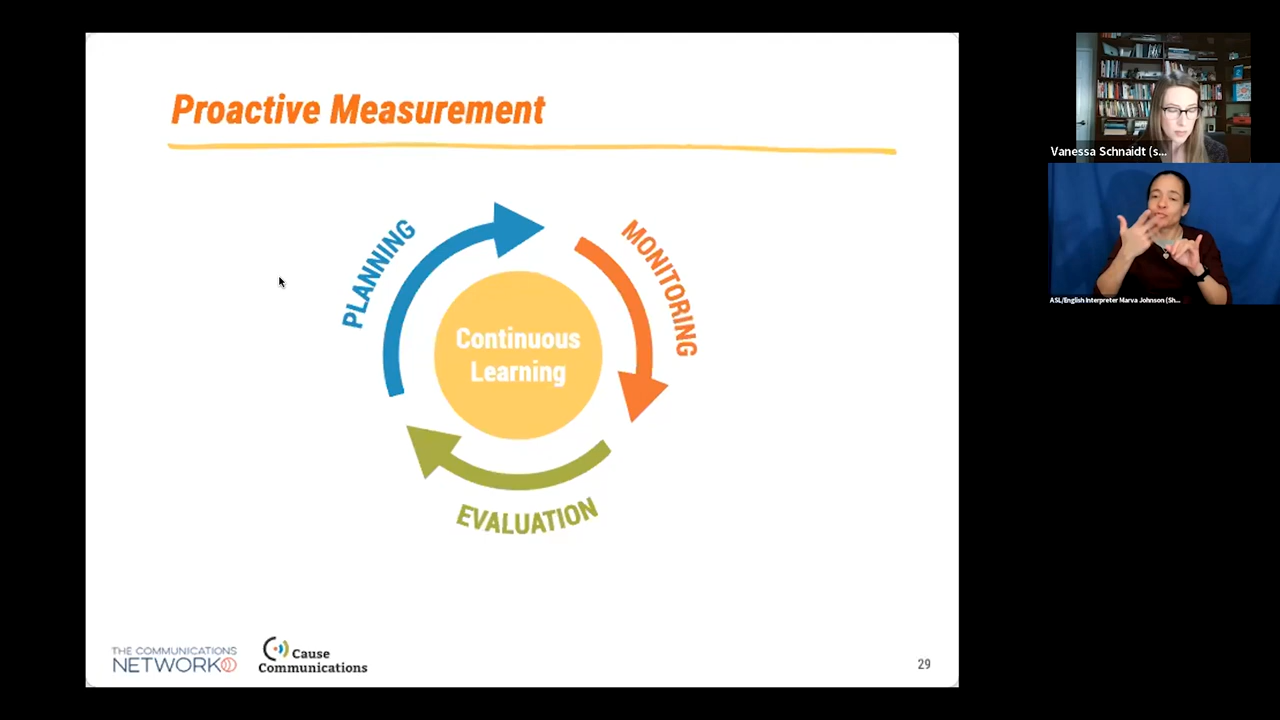 Proactive Measurement
PLANNING
MONITORING
Continuous
Learning
EVALUATION
THE COMMUNICATIONS
NETWORK
Cause
Communications
29
Vanessa Schnaidt (s...
ASL/English Interpreter Marva Johnson (Sh...